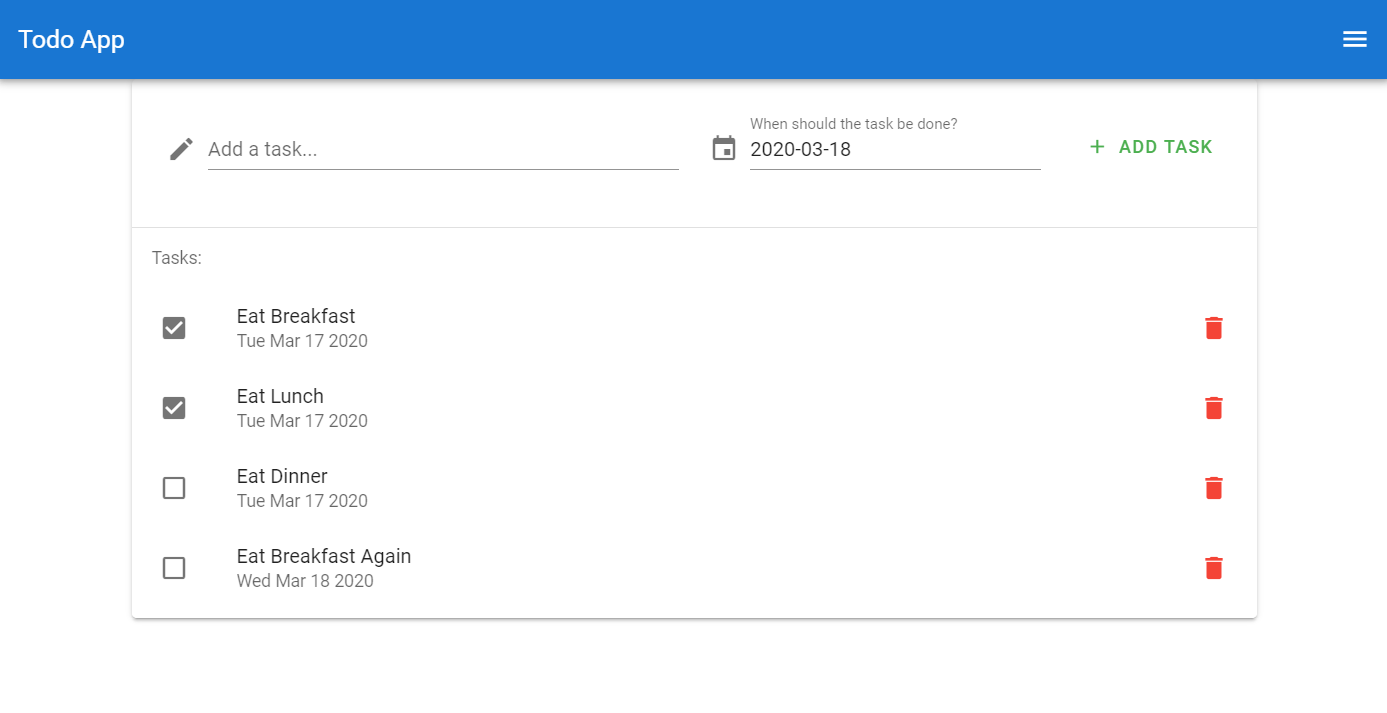 Todo App
When should the task be done?
Add a task...
2020-03-18
+ ADD TASK
Tasks:
Eat Breakfast
Tue Mar 17 2020
Eat Lunch
Tue Mar 17 2020
Eat Dinner
Tue Mar 17 2020
Eat Breakfast Again
Wed Mar 18 2020